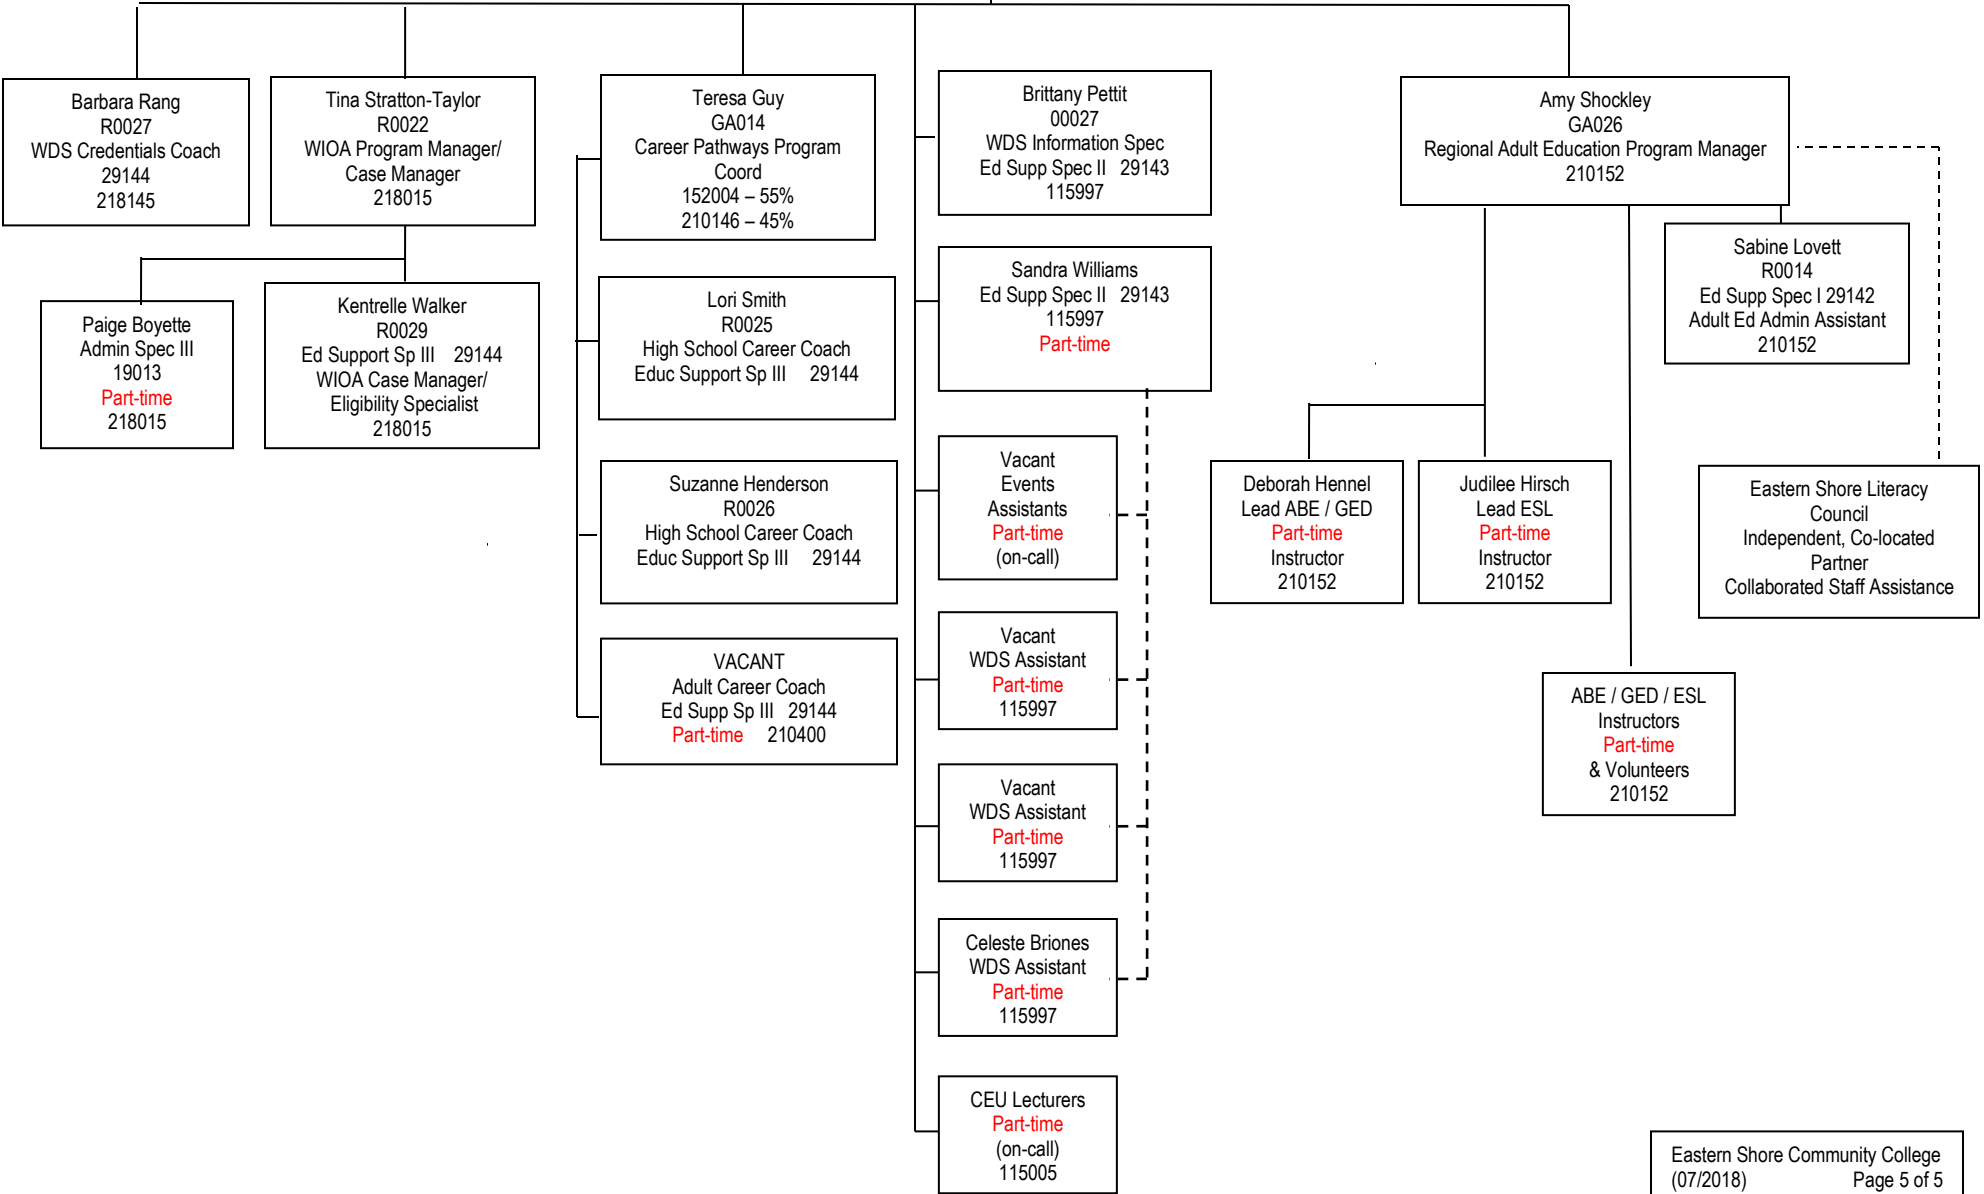 Barbara Rang
R0027
WDS Credentials Coach
29144
218145
Tina Stratton-Taylor
R0022
WIOA Program Manager/
Case Manager
218015
Paige Boyette
Admin Spec III
19013
Part-time
218015
Kentrelle Walker
R0029
Ed Support Sp III 29144
WIOA Case Manager/
Eligibility Specialist
218015
Teresa Guy
GA014
Career Pathways Program
Coord
152004 – 55%
210146 – 45%
Lori Smith
R0025
High School Career Coach
Educ Support Sp III 29144
Suzanne Henderson
R0026
High School Career Coach
Educ Support Sp III 29144
VACANT
Adult Career Coach
Ed Supp Sp III 29144
Part-time 210400
Brittany Pettit
00027
WDS Information Spec
Ed Supp Spec II 29143
115997
Sandra Williams
Ed Supp Spec II 29143
115997
Part-time
Vacant
Events
Assistants
Part-time
(on-call)
Vacant
WDS Assistant
Part-time
115997
Vacant
WDS Assistant
Part-time
115997
Celeste Briones
WDS Assistant
Part-time
115997
CEU Lecturers
Part-time
(on-call)
115005
Amy Shockley
GA026
Regional Adult Education Program Manager
210152
Sabine Lovett
R0014
Ed Supp Spec I 29142
Adult Ed Admin Assistant
210152
Deborah Hennel
Lead ABE / GED
Part-time
Instructor
210152
Judilee Hirsch
Lead ESL
Part-time
Instructor
210152
Eastern Shore Literacy
Council
Independent, Co-located
Partner
Collaborated Staff Assistance
ABE / GED / ESL
Instructors
Part-time
& Volunteers
210152
Eastern Shore Community College
(07/2018) Page 5 of 5